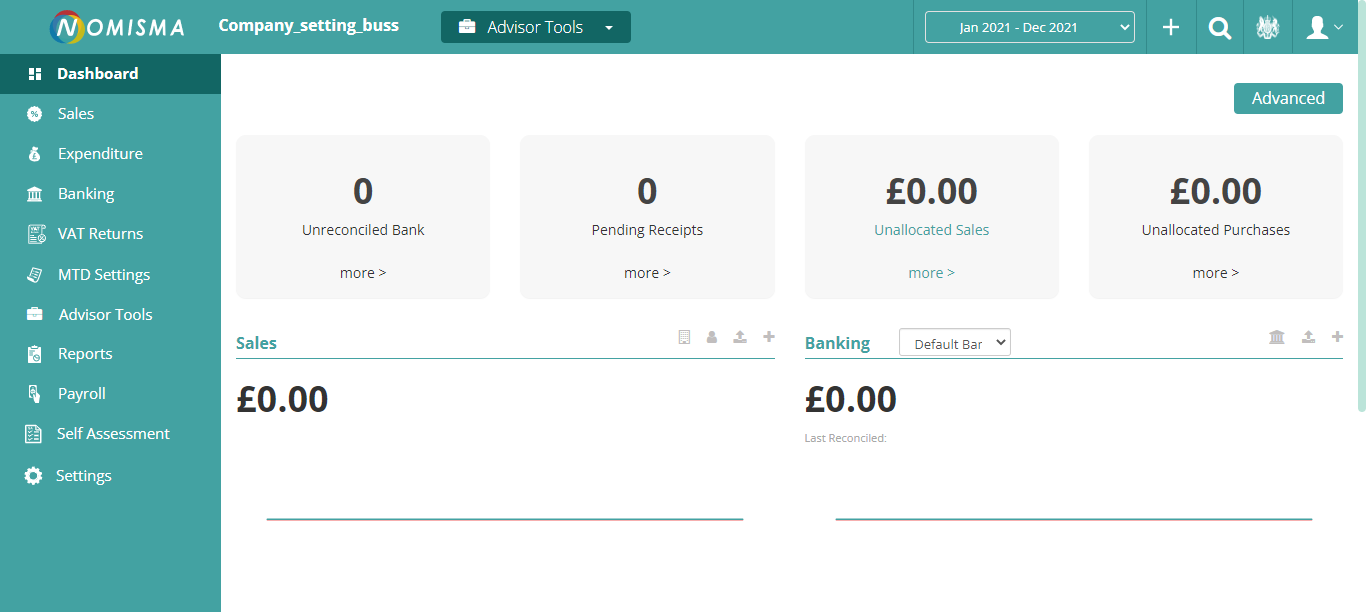 NOMISMA
Company_setting_buss
Advisor Tools
Jan 2021 - Dec 2021
Dashboard
Sales
Expenditure
Banking
VAT Returns
MTD Settings
Advisor Tools
Reports
Payroll
Self Assessment
Settings
Advanced
0
Unreconciled Bank
more >
0
Pending Receipts
more >
£0.00
Unallocated Sales
more >
£0.00
Unallocated Purchases
more >
Sales
£0.00
Banking
Default Bar
£0.00
Last Reconciled: